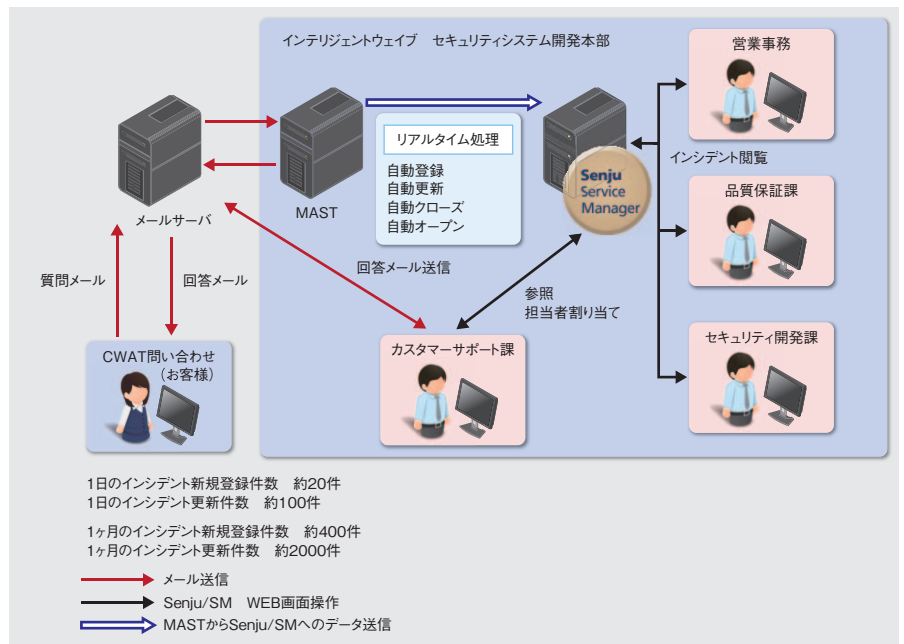 インテリジェントウェイブ　セキュリティシステム開発本部
営業事務
リアルタイム処理
自動登録
自動更新
自動クローズ
自動オープン
Senju
Service
Manager
インシデント閲覧
メールサーバ
MAST
品質保証課
質問メール
回答メール
回答メール送信
参照
担当者割り当て
CWAT問い合わせ
（お客様）
カスタマーサポート課
セキュリティ開発課
1日のインシデント新規登録件数　約20件
1日のインシデント更新件数　約100件
1ヶ月のインシデント新規登録件数　約400件
1ヶ月のインシデント更新件数　約2000件
メール送信
Senju/SM　WEB画面操作
MASTからSenju/SMへのデータ送信